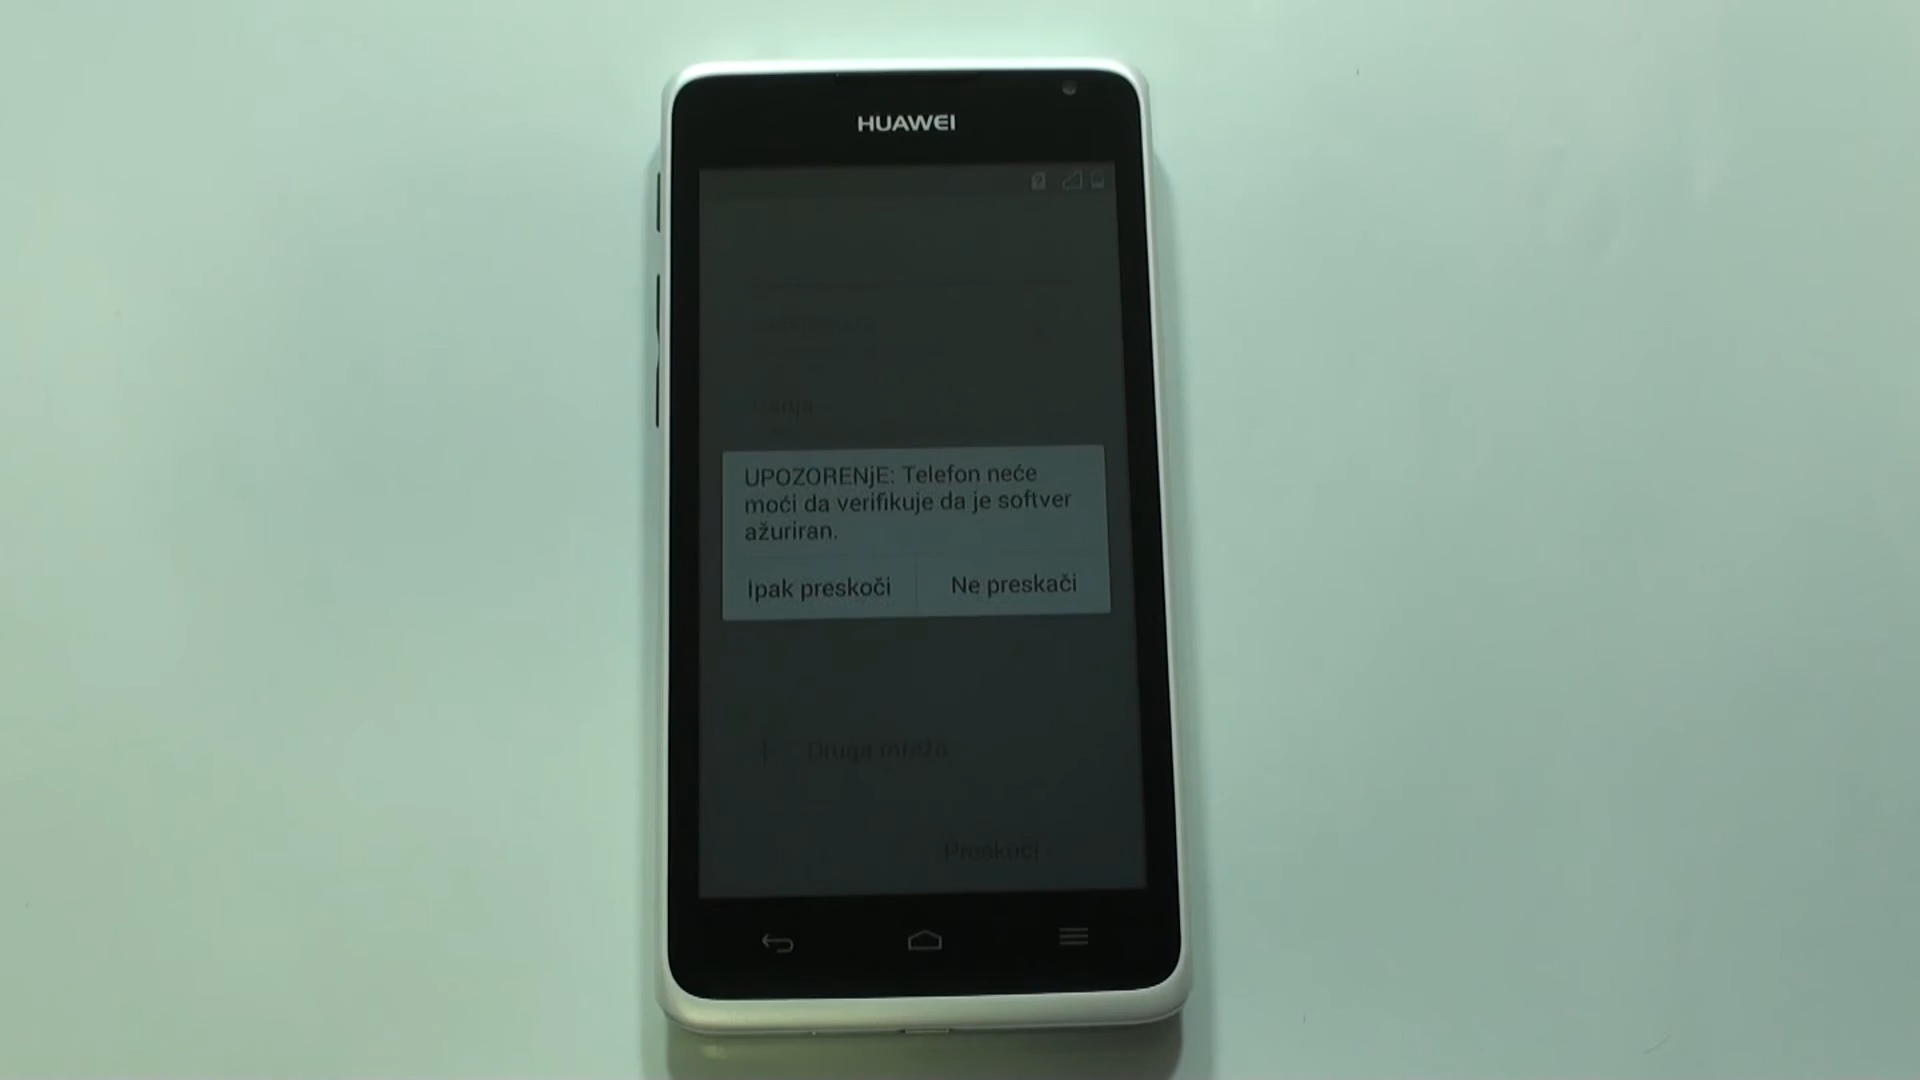 HUAWEI
UPOZORENjE: Telefon neće
moći da verifikuje da je softver
ažuriran.
Ipak preskoči
Ne preskači
Druga mreža
Preskoči